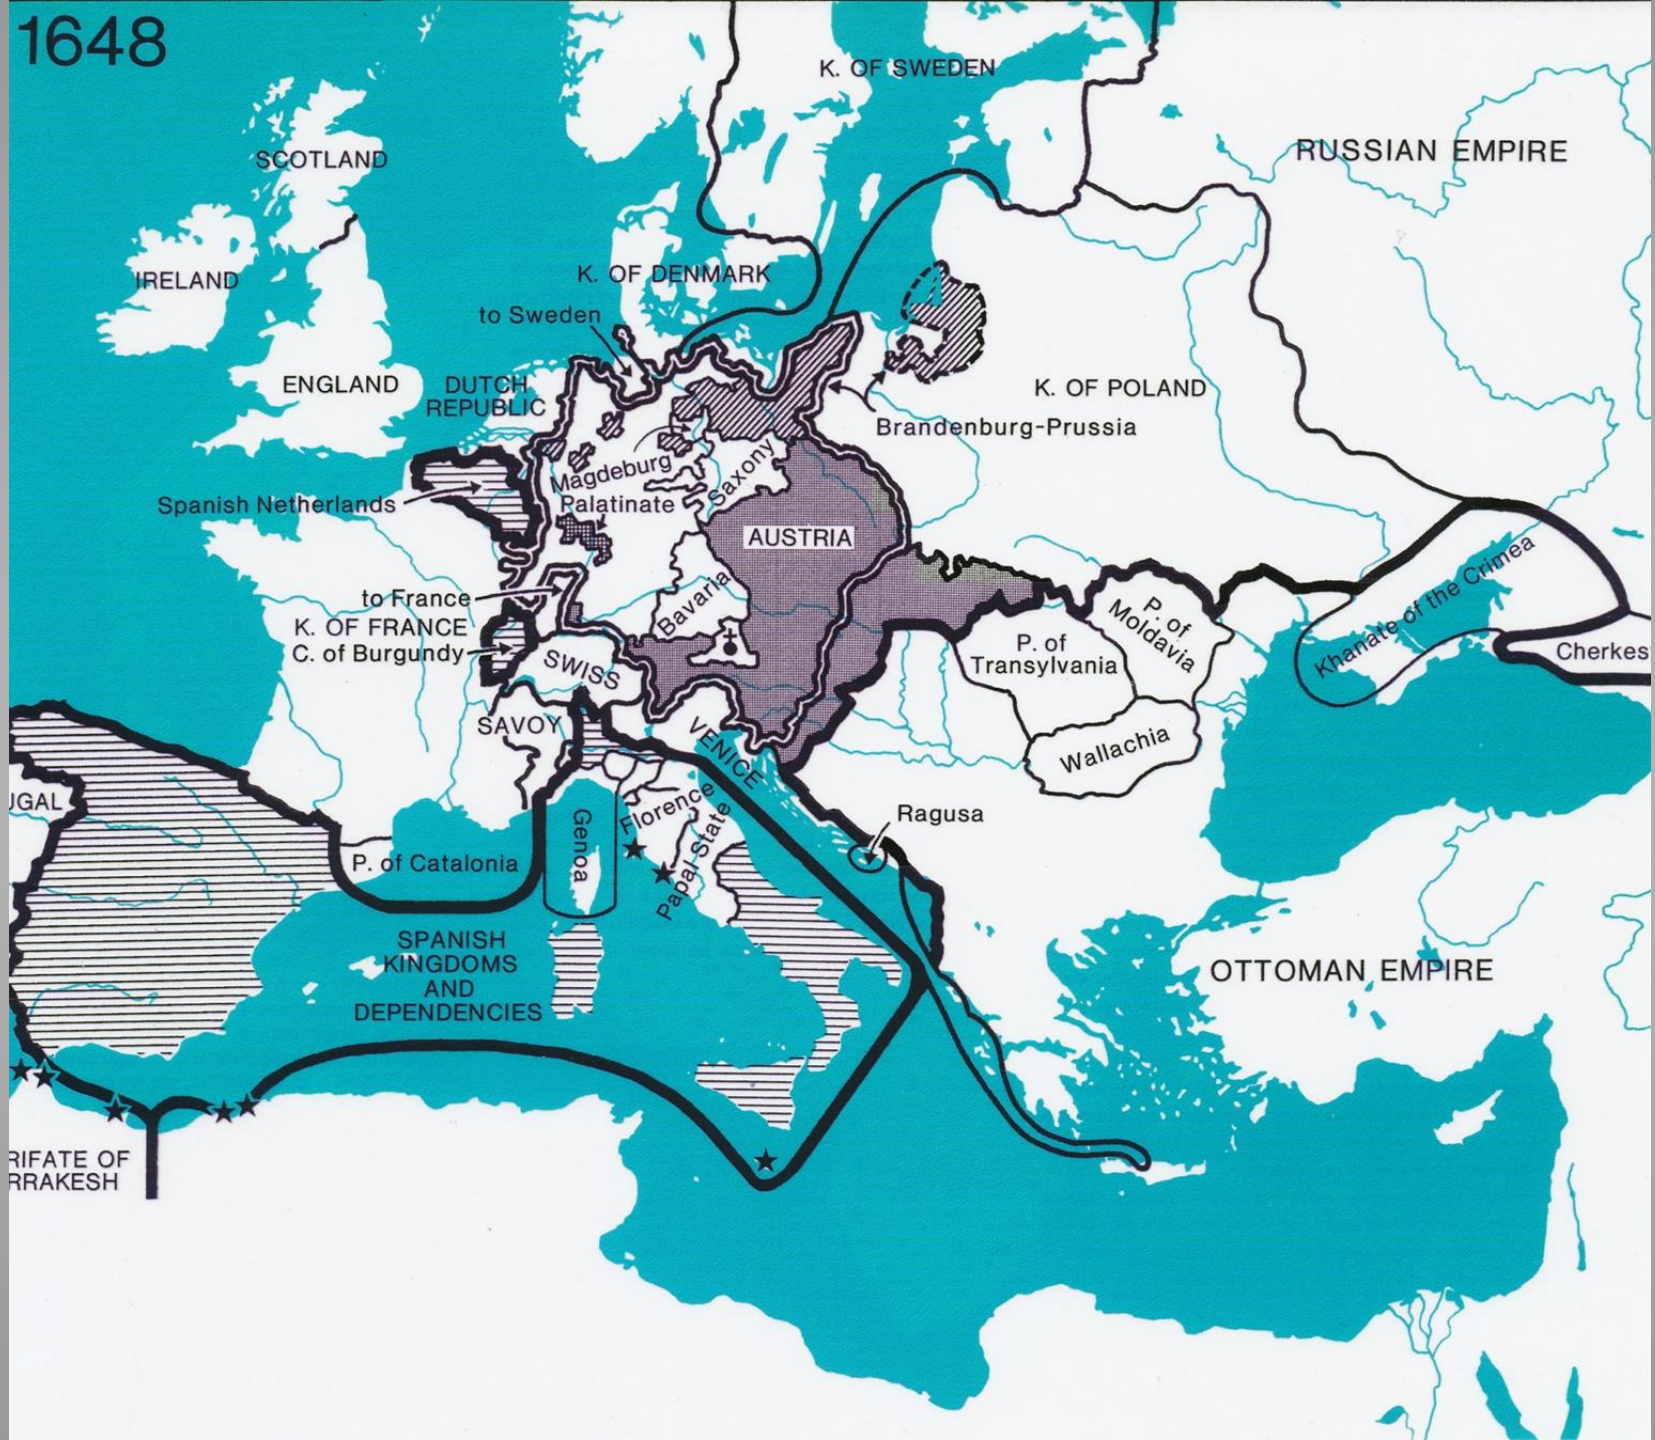 1648
K. OF SWEDEN
RUSSIAN EMPIRE
SCOTLAND
IRELAND
K. OF DENMARK
to Sweden
ENGLAND
DUTCH
REPUBLIC
K. OF POLAND
Brandenburg-Prussia
Magdeburg
Saxony
Spanish Netherlands
Palatinate
AUSTRIA
to France
Bavaria
K. OF FRANCE
C. of Burgundy
SWISS
P. of
Transylvania
P. of
Moldavia
Khanate of the Crimea
Cherkes
SAVOY
VENICE
Wallachia
UGAL
Florence
Ragusa
Genoa
Papal State
P. of Catalonia
SPANISH
KINGDOMS
AND
DEPENDENCIES
OTTOMAN EMPIRE
RIFATE OF
RRAKESH